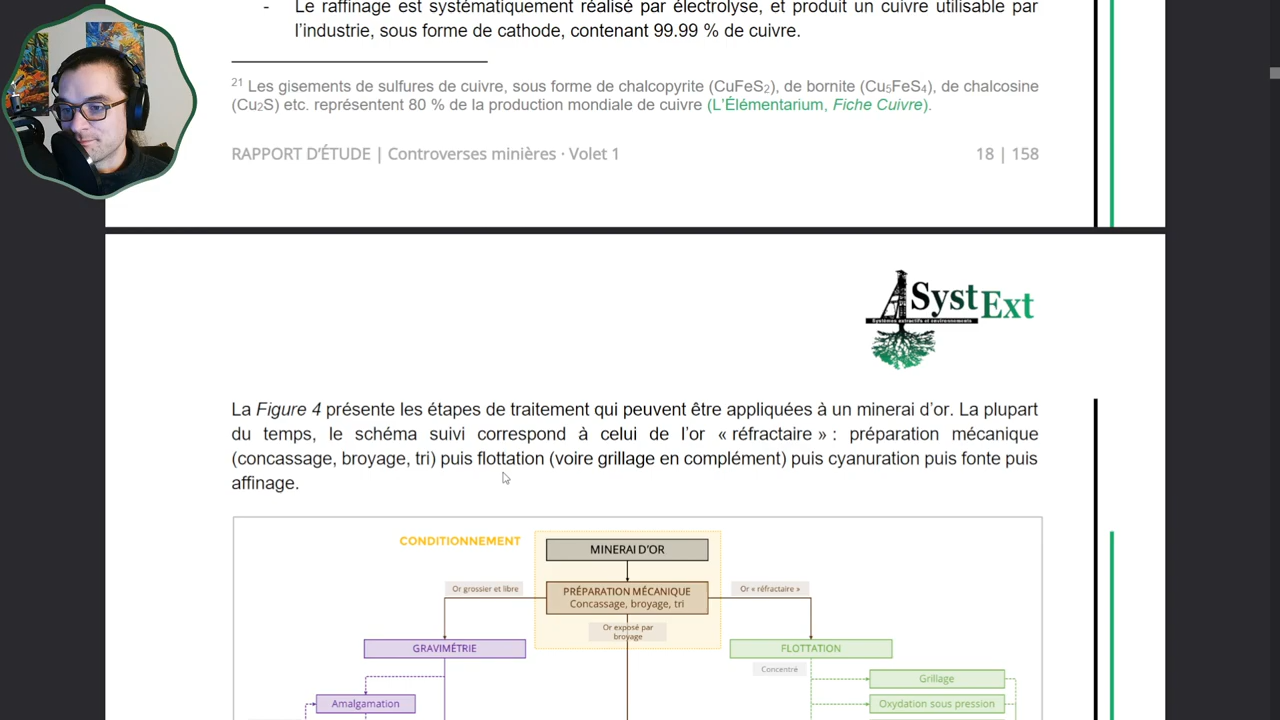 - Le raffinage est systématiquement réalisé par électrolyse, et produit un cuivre utilisable par
l'industrie, sous forme de cathode, contenant 99.99 % de cuivre.
21 Les gisements de sulfures de cuivre, sous forme de chalcopyrite (CuFeS2), de bornite (Cu5FeS4), de chalcosine
(Cu2S) etc. représentent 80 % de la production mondiale de cuivre (L'Élémentarium, Fiche Cuivre).
RAPPORT D'ÉTUDE | Controverses minières · Volet 1
18 | 158
SystExt
Systèmes extractifs et environnements
La Figure 4 présente les étapes de traitement qui peuvent être appliquées à un minerai d'or. La plupart
du temps, le schéma suivi correspond à celui de l'or « réfractaire » : préparation mécanique
(concassage, broyage, tri) puis flottation (voire grillage en complément) puis cyanuration puis fonte puis
affinage.
CONDITIONNEMENT
MINERAI D'OR
Or grossier et libre
PRÉPARATION MÉCANIQUE
Concassage, broyage, tri
Or « réfractaire »
Or exposé par
broyage
GRAVIMÉTRIE
FLOTTATION
Concentré
Grillage
Amalgamation
Oxydation sous pression